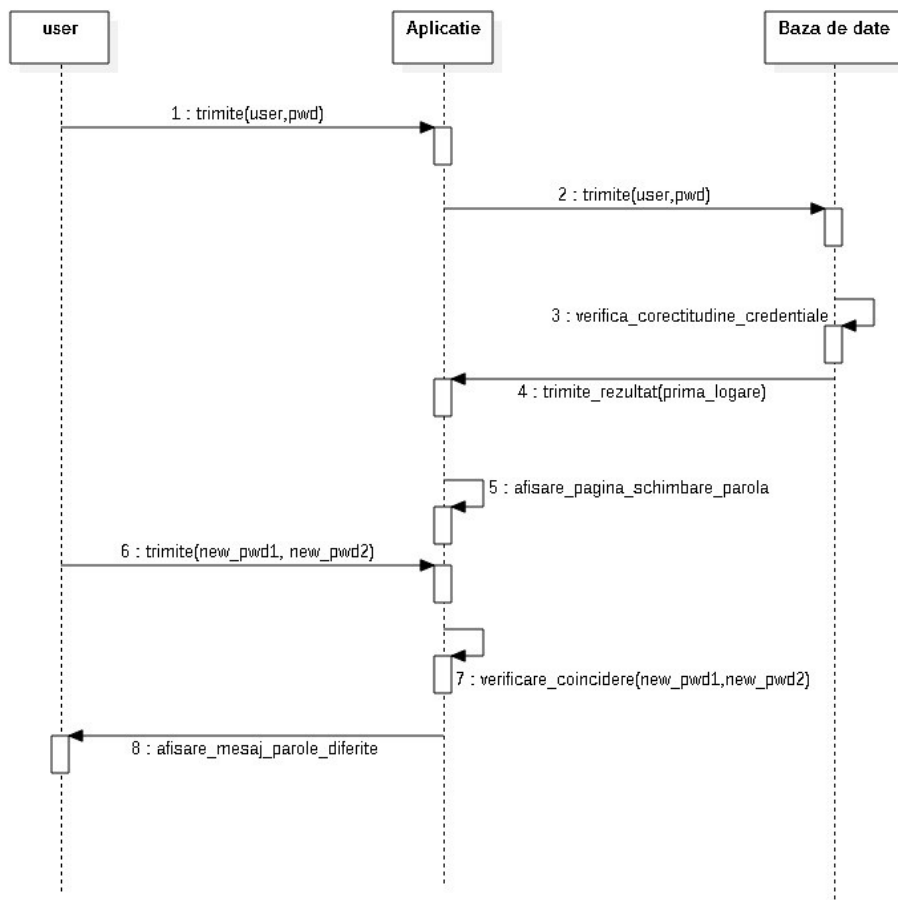 user
Aplicatie
Baza de date
1 : trimite(user,pwd)
2 : trimite(user,pwd)
3 : verifica_corectitudine_credentiale
4 : trimite_rezultat(prima_logare)
5 : afisare_pagina_schimbare_parola
6 : trimite(new_pwd1, new_pwd2)
7 : verificare_coincidere(new_pwd1,new_pwd2)
8 : afisare_mesaj_parole_diferite